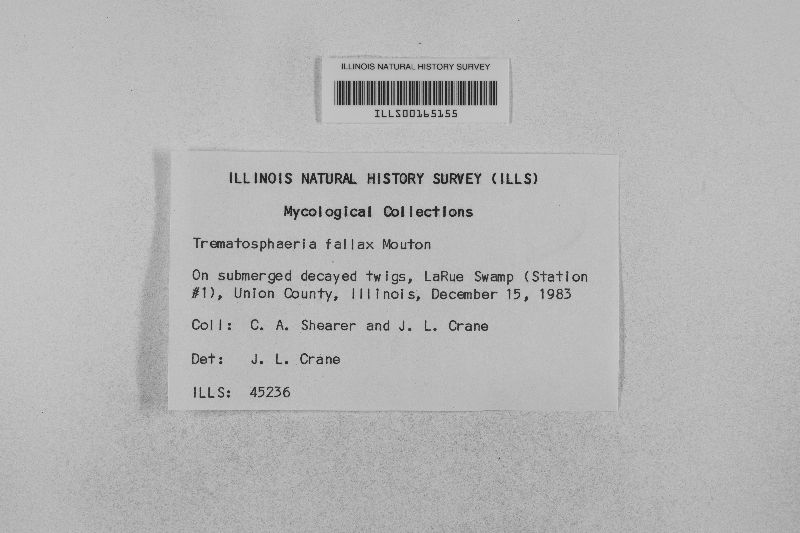 ILLINOIS NATURAL HISTORY SURVEY
ILLS00165155
ILLINOIS NATURAL HISTORY SURVEY (ILLS)
Mycological Collections
Trematosphaeria fallax Mouton
On submerged decayed twigs, LaRue Swamp (Station
#1), Union County, Illinois, December 15, 1983
Coll: C. A. Shearer and J. L. Crane
Det: J. L. Crane
ILLS: 45236